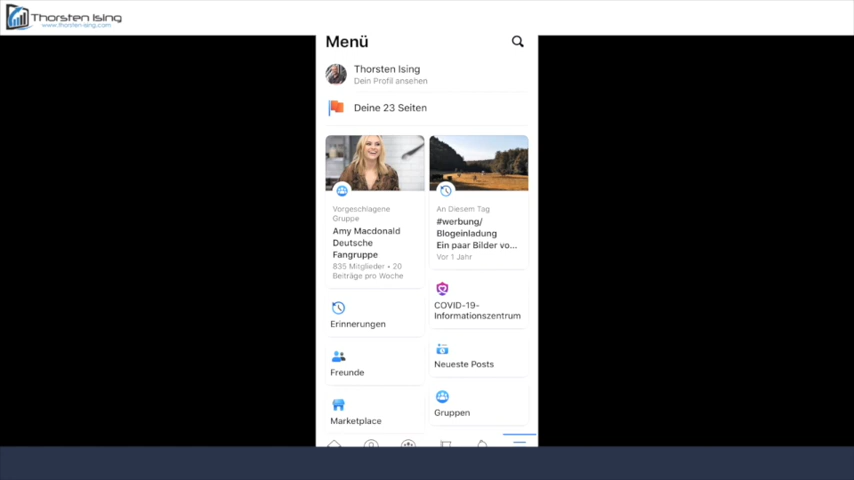 Thorsten Ising
www.thorsten-ising.com
Menü
Thorsten Ising
Dein Profil ansehen
Deine 23 Seiten
Vorgeschlagene
Gruppe
Amy Macdonald
Deutsche
Fangruppe
835 Mitglieder • 20
Beiträge pro Woche
An Diesem Tag
#werbung/
Blogeinladung
Ein paar Bilder vo...
Vor 1 Jahr
Erinnerungen
COVID-19-
Informationszentrum
Freunde
Neueste Posts
Marketplace
Gruppen